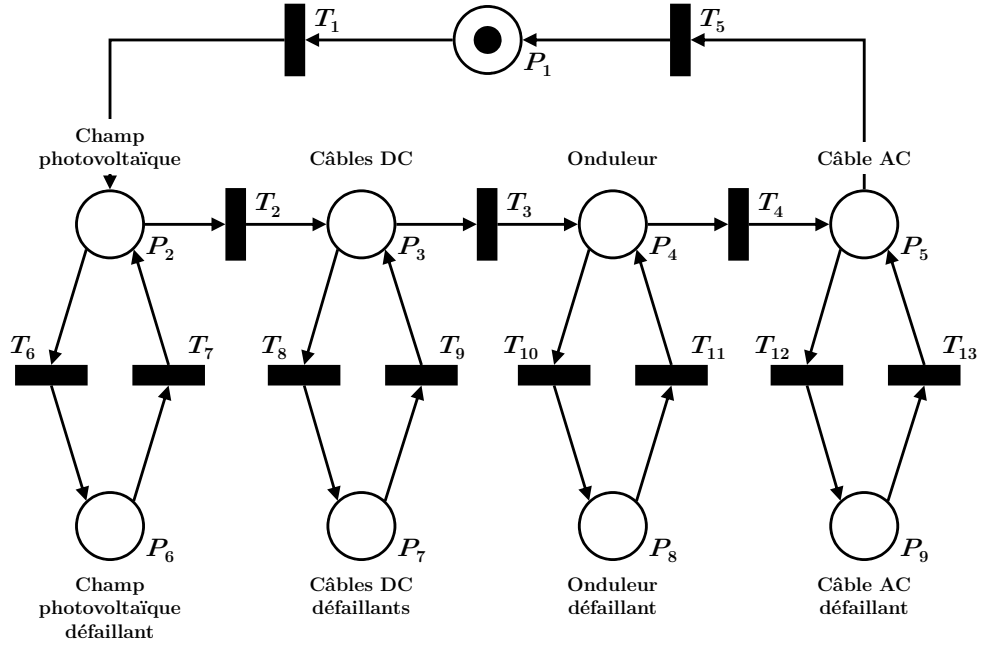 T₁
T₅
P₁
Champ
photovoltaïque
Câbles DC
Onduleur
Câble AC
T₂
T₃
T₄
P₂
P₃
P₄
P₅
T₆
T₇
T₈
T₉
T₁₀
T₁₁
T₁₂
T₁₃
P₆
P₇
P₈
P₉
Champ
photovoltaïque
défaillant
Câbles DC
défaillants
Onduleur
défaillant
Câble AC
défaillant